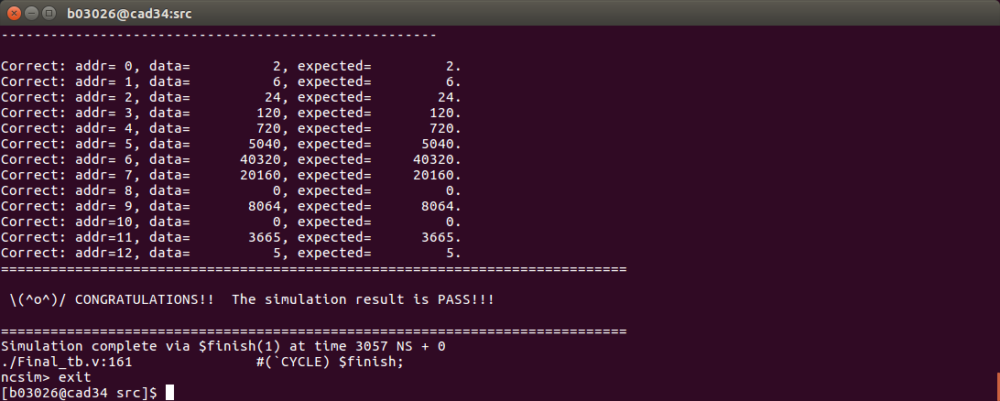 b03026@cad34:src
-----------------------------------------------------
Correct: addr= 0, data=          2, expected=         2.
Correct: addr= 1, data=          6, expected=         6.
Correct: addr= 2, data=         24, expected=        24.
Correct: addr= 3, data=        120, expected=       120.
Correct: addr= 4, data=        720, expected=       720.
Correct: addr= 5, data=       5040, expected=      5040.
Correct: addr= 6, data=      40320, expected=     40320.
Correct: addr= 7, data=      20160, expected=     20160.
Correct: addr= 8, data=          0, expected=         0.
Correct: addr= 9, data=       8064, expected=      8064.
Correct: addr=10, data=          0, expected=         0.
Correct: addr=11, data=       3665, expected=      3665.
Correct: addr=12, data=          5, expected=         5.
============================================================================
 \(^o^)/ CONGRATULATIONS!!  The simulation result is PASS!!!
============================================================================
Simulation complete via $finish(1) at time 3057 NS + 0
./Final_tb.v:161               #(`CYCLE) $finish;
ncsim> exit
[b03026@cad34 src]$